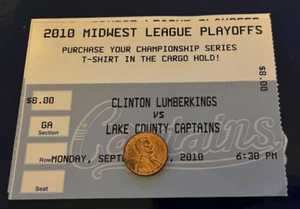 2010 MIDWEST LEAGUE PLAYOFFS
PURCHASE YOUR CHAMPIONSHIP SERIES
T-SHIRT IN THE CARGO HOLD!
$8.00
$8.00
CLINTON LUMBERKINGS
VS
LAKE COUNTY CAPTAINS
GA
Section
Row
Seat
Captains
MONDAY, SEPT 2010
6:30 PM